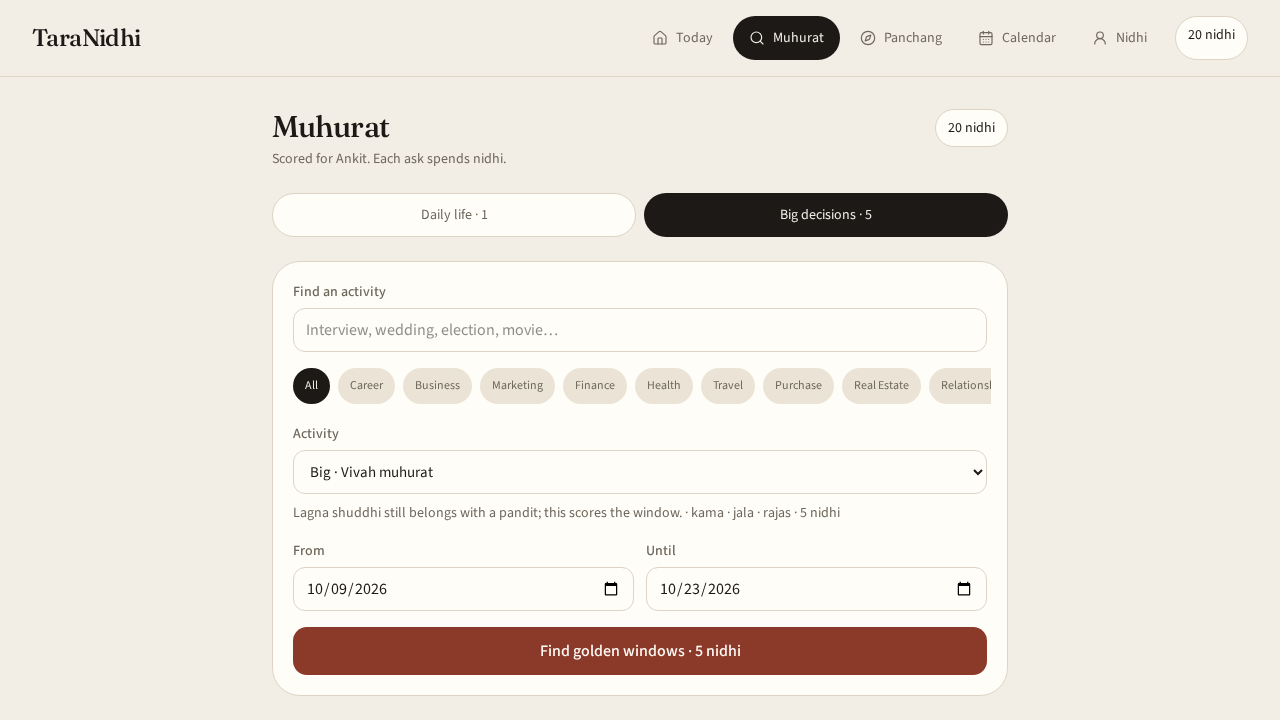 TaraNidhi
Today
Muhurat
Panchang
Calendar
Nidhi
20 nidhi
Muhurat
20 nidhi
Scored for Ankit. Each ask spends nidhi.
Daily life · 1
Big decisions · 5
Find an activity
Interview, wedding, election, movie…
All
Career
Business
Marketing
Finance
Health
Travel
Purchase
Real Estate
Relations
Activity
Big · Vivah muhurat
Lagna shuddhi still belongs with a pandit; this scores the window. · kama · jala · rajas · 5 nidhi
From
Until
10/09/2026
10/23/2026
Find golden windows · 5 nidhi